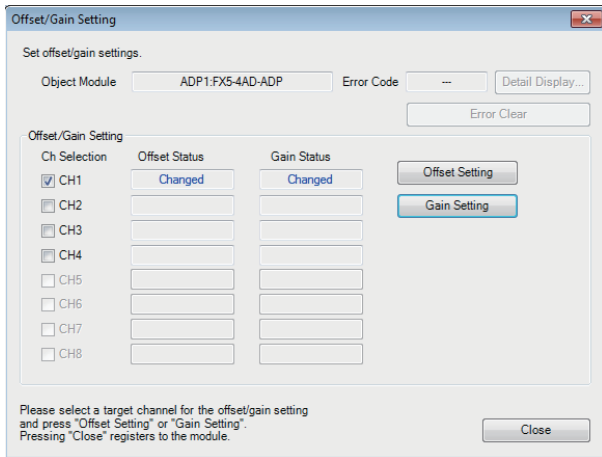 Offset/Gain Setting
Set offset/gain settings.
Object Module ADP1:FX5-4AD-ADP Error Code --- Detail Display...
Error Clear
Offset/Gain Setting
Ch Selection Offset Status Gain Status
CH1 Changed Changed Offset Setting
CH2 Gain Setting
CH3
CH4
CH5
CH6
CH7
CH8
Please select a target channel for the offset/gain setting
and press "Offset Setting" or "Gain Setting".
Pressing "Close" registers to the module.
Close